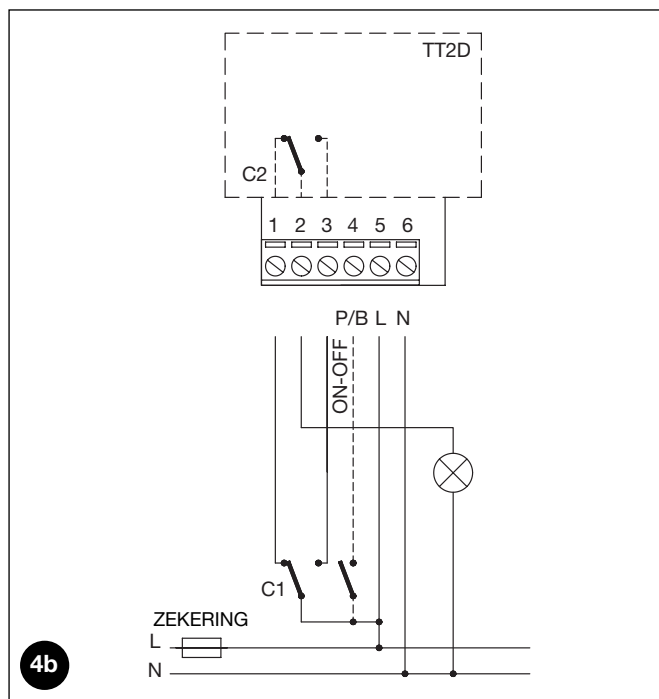 TT2D
C2
1 2 3 4 5 6
P/B L N
ON-OFF
C1
ZEKERING
L
N
4b